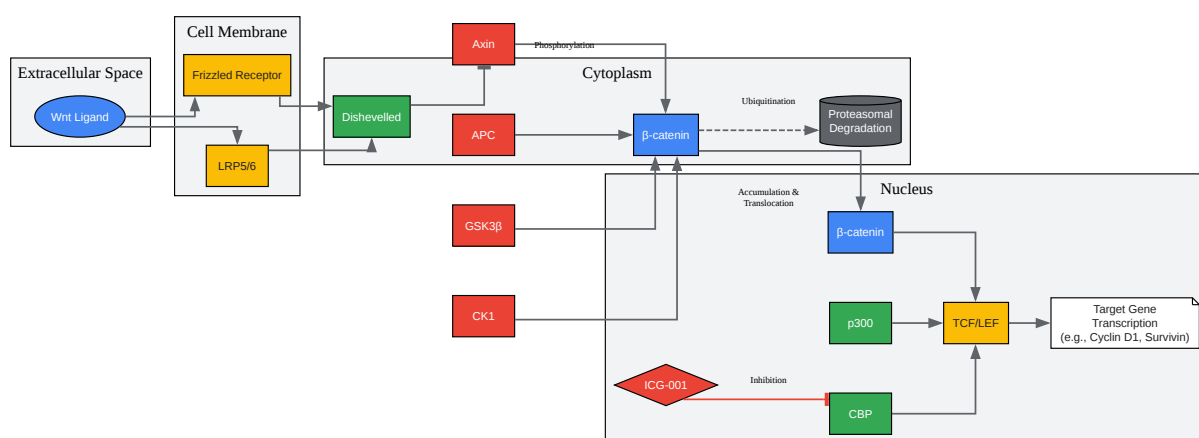 Extracellular Space
Wnt Ligand
Cell Membrane
Frizzled Receptor
LRP5/6
Cytoplasm
Dishevelled
Axin
Phosphorylation
APC
β-catenin
Ubiquitination
Proteasomal
Degradation
GSK3β
CK1
Nucleus
Accumulation &
Translocation
β-catenin
p300
TCF/LEF
Target Gene
Transcription
(e.g., Cyclin D1, Survivin)
ICG-001
Inhibition
CBP